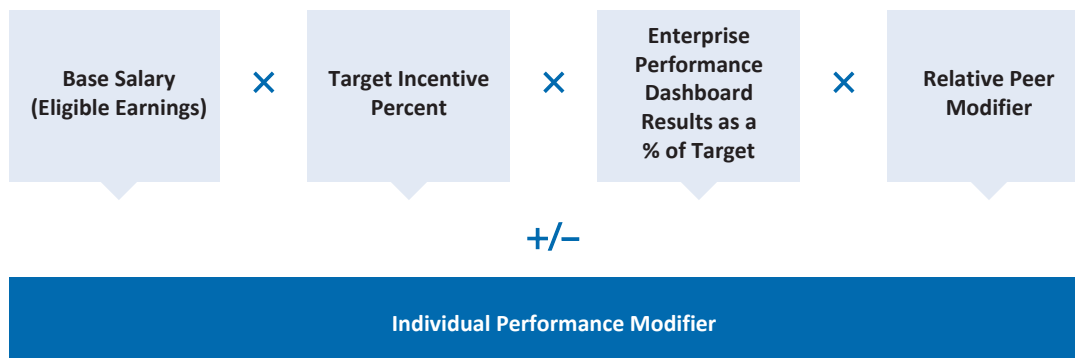 Base Salary
(Eligible Earnings)
×
Target Incentive
Percent
×
Enterprise
Performance
Dashboard
Results as a
% of Target
×
Relative Peer
Modifier
+/–
Individual Performance Modifier